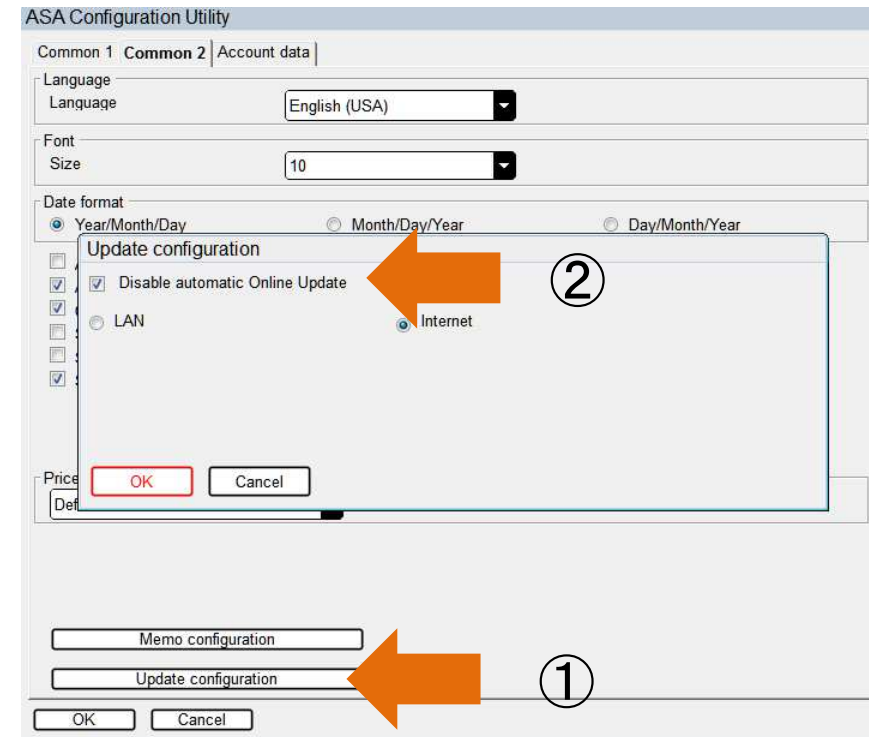 ASA Configuration Utility
Common 1 Common 2 Account data
Language
Language English (USA)
Font
Size 10
Date format
Year/Month/Day Month/Day/Year Day/Month/Year
Update configuration
Disable automatic Online Update ②
LAN Internet
OK Cancel
Price
Def
Memo configuration
Update configuration ①
OK Cancel